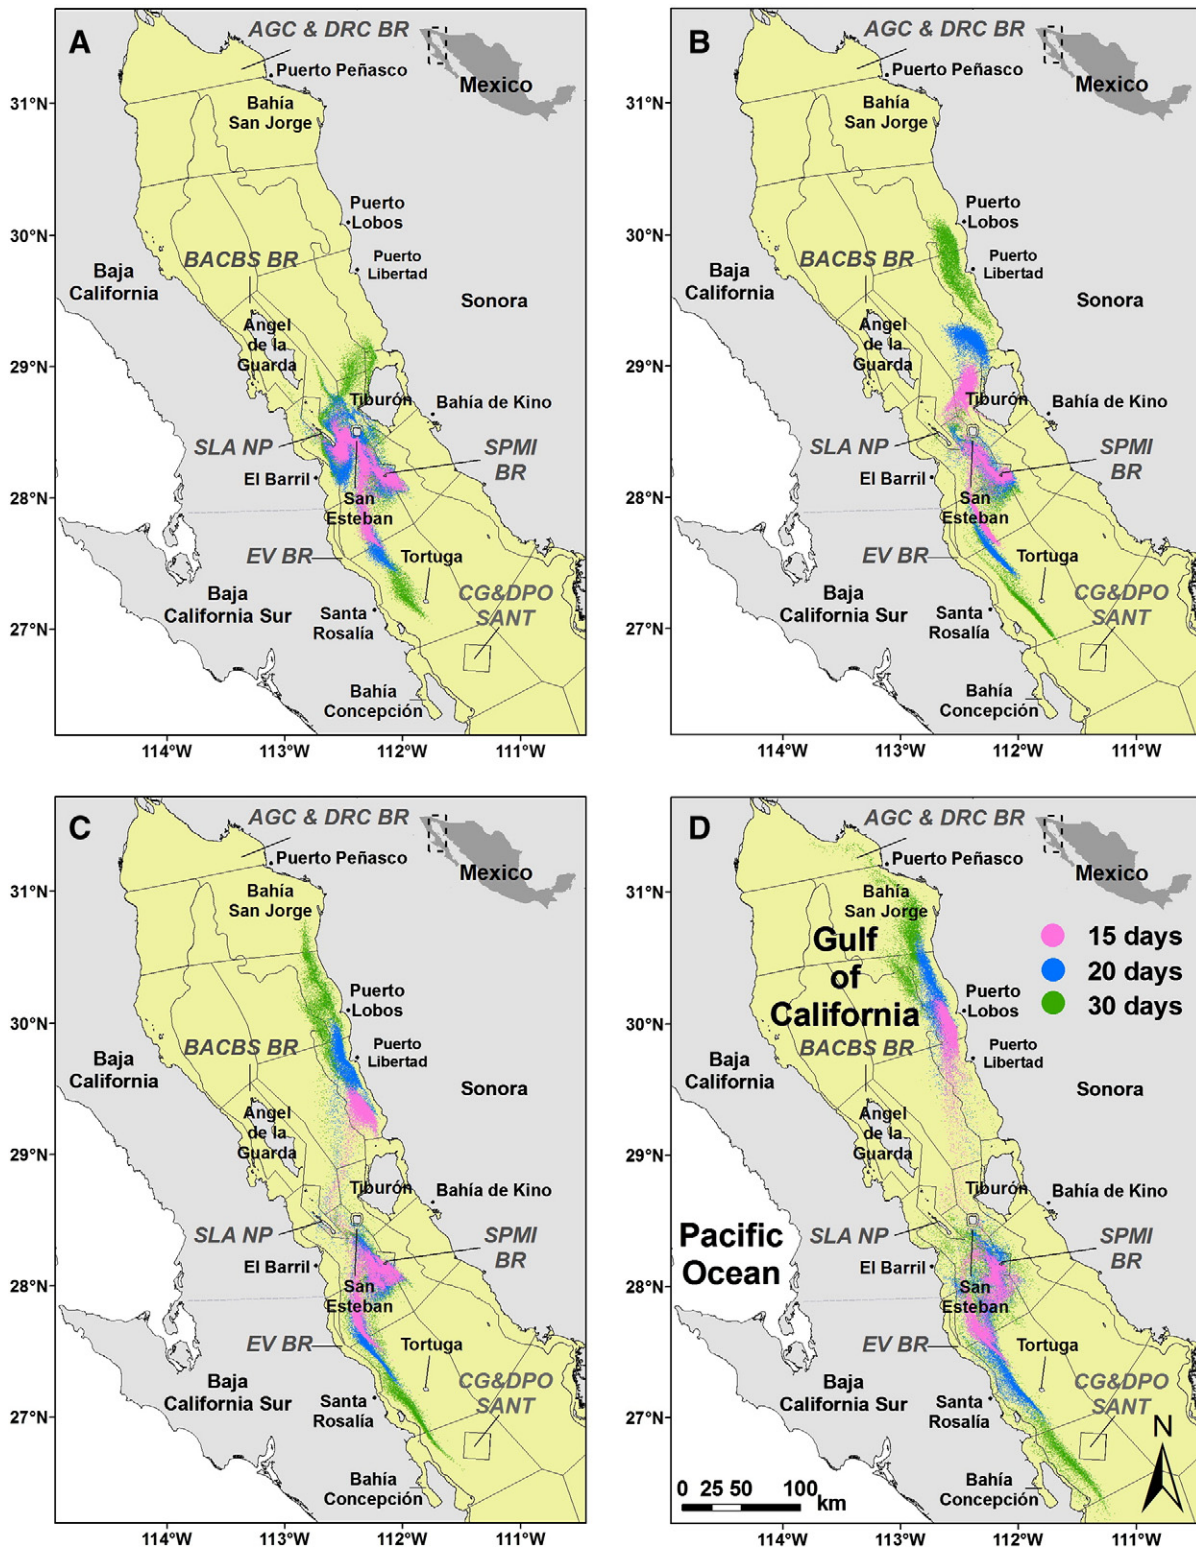 A
AGC & DRC BR
Puerto Peñasco
Mexico
31°N
Bahía
San Jorge
Puerto
Lobos
30°N
BACBS BR
Puerto
Libertad
Baja
California
Sonora
Angel
de la
Guarda
29°N
Tiburón
Bahía de Kino
SLA NP
SPMI
BR
El Barril
28°N
San
Esteban
EV BR
Tortuga
Baja
California Sur
CG&DPO
SANT
Santa
Rosalía
27°N
Bahía
Concepción
114°W
113°W
112°W
111°W
B
AGC & DRC BR
Puerto Peñasco
Mexico
31°N
Bahía
San Jorge
Puerto
Lobos
30°N
BACBS BR
Puerto
Libertad
Baja
California
Sonora
Angel
de la
Guarda
29°N
Tiburón
Bahía de Kino
SLA NP
SPMI
BR
El Barril
28°N
San
Esteban
EV BR
Tortuga
Baja
California Sur
CG&DPO
SANT
Santa
Rosalía
27°N
Bahía
Concepción
114°W
113°W
112°W
111°W
C
AGC & DRC BR
Puerto Peñasco
Mexico
31°N
Bahía
San Jorge
Puerto
Lobos
30°N
BACBS BR
Puerto
Libertad
Baja
California
Sonora
Angel
de la
Guarda
29°N
Tiburón
Bahía de Kino
SLA NP
SPMI
BR
El Barril
28°N
San
Esteban
EV BR
Tortuga
Baja
California Sur
CG&DPO
SANT
Santa
Rosalía
27°N
Bahía
Concepción
114°W
113°W
112°W
111°W
D
AGC & DRC BR
Puerto Peñasco
Mexico
31°N
Bahía
San Jorge
Gulf
of
California
15 days
20 days
30 days
Puerto
Lobos
30°N
BACBS BR
Puerto
Libertad
Baja
California
Sonora
Angel
de la
Guarda
29°N
Tiburón
Bahía de Kino
SLA NP
Pacific
Ocean
SPMI
BR
El Barril
28°N
San
Esteban
EV BR
Tortuga
Baja
California Sur
CG&DPO
SANT
Santa
Rosalía
27°N
N
0 25 50 100
km
Bahía
Concepción
114°W
113°W
112°W
111°W